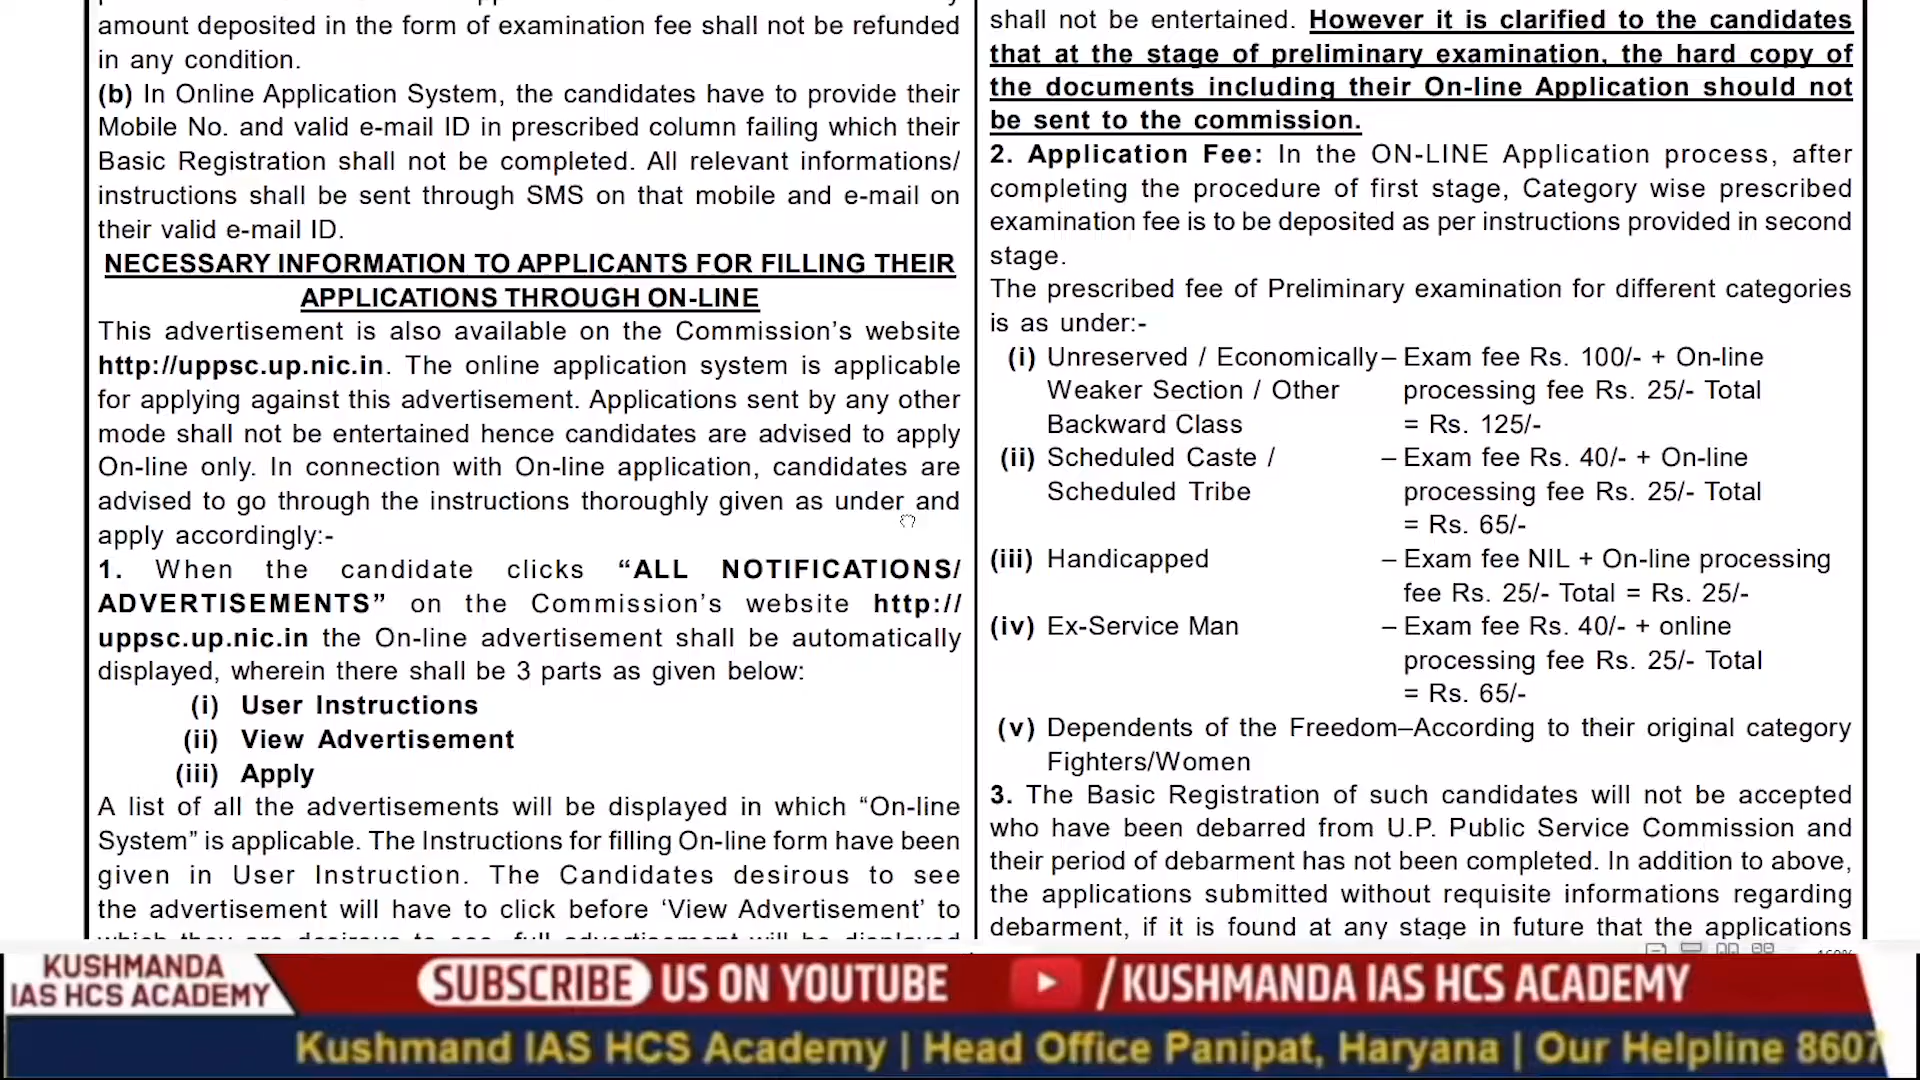 amount deposited in the form of examination fee shall not be refunded
in any condition.
(b) In Online Application System, the candidates have to provide their
Mobile No. and valid e-mail ID in prescribed column failing which their
Basic Registration shall not be completed. All relevant informations/
instructions shall be sent through SMS on that mobile and e-mail on
their valid e-mail ID.
NECESSARY INFORMATION TO APPLICANTS FOR FILLING THEIR
APPLICATIONS THROUGH ON-LINE
This advertisement is also available on the Commission's website
http://uppsc.up.nic.in. The online application system is applicable
for applying against this advertisement. Applications sent by any other
mode shall not be entertained hence candidates are advised to apply
On-line only. In connection with On-line application, candidates are
advised to go through the instructions thoroughly given as under and
apply accordingly:-
1. When the candidate clicks “ALL NOTIFICATIONS/
ADVERTISEMENTS” on the Commission's website http://
uppsc.up.nic.in the On-line advertisement shall be automatically
displayed, wherein there shall be 3 parts as given below:
(i) User Instructions
(ii) View Advertisement
(iii) Apply
A list of all the advertisements will be displayed in which “On-line
System” is applicable. The Instructions for filling On-line form have been
given in User Instruction. The Candidates desirous to see
the advertisement will have to click before ‘View Advertisement’ to
which they are desirous to see, full advertisement will be displayed
shall not be entertained. However it is clarified to the candidates
that at the stage of preliminary examination, the hard copy of
the documents including their On-line Application should not
be sent to the commission.
2. Application Fee: In the ON-LINE Application process, after
completing the procedure of first stage, Category wise prescribed
examination fee is to be deposited as per instructions provided in second
stage.
The prescribed fee of Preliminary examination for different categories
is as under:-
(i) Unreserved / Economically – Exam fee Rs. 100/- + On-line
Weaker Section / Other processing fee Rs. 25/- Total
Backward Class = Rs. 125/-
(ii) Scheduled Caste / – Exam fee Rs. 40/- + On-line
Scheduled Tribe processing fee Rs. 25/- Total
= Rs. 65/-
(iii) Handicapped – Exam fee NIL + On-line processing
fee Rs. 25/- Total = Rs. 25/-
(iv) Ex-Service Man – Exam fee Rs. 40/- + online
processing fee Rs. 25/- Total
= Rs. 65/-
(v) Dependents of the Freedom–According to their original category
Fighters/Women
3. The Basic Registration of such candidates will not be accepted
who have been debarred from U.P. Public Service Commission and
their period of debarment has not been completed. In addition to above,
the applications submitted without requisite informations regarding
debarment, if it is found at any stage in future that the applications
KUSHMANDA
IAS HCS ACADEMY
SUBSCRIBE US ON YOUTUBE /KUSHMANDA IAS HCS ACADEMY
Kushmand IAS HCS Academy | Head Office Panipat, Haryana | Our Helpline 8607